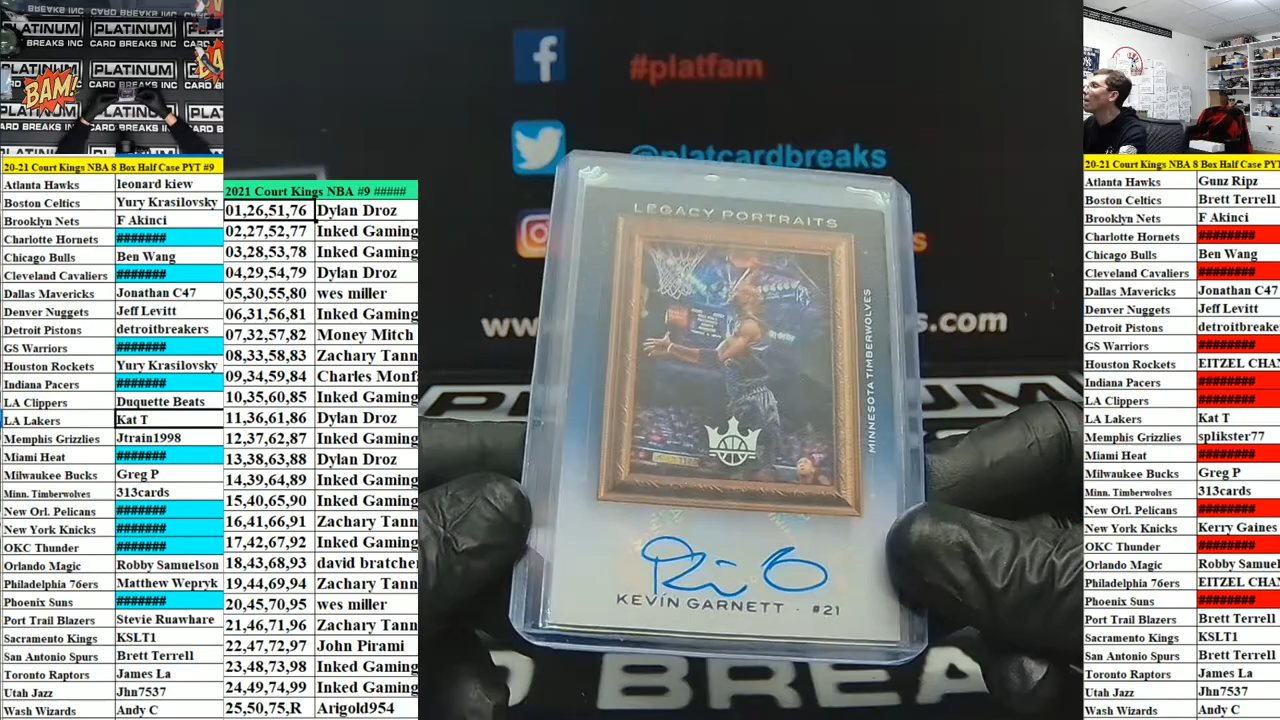 PLATINUM
BREAKS INC
PLATINUM
CARD BREAKS INC
BAM!
20-21 Court Kings NBA 8 Box Half Case PYT #9
Atlanta Hawks leonard kiew
Boston Celtics Yury Krasilovsky
Brooklyn Nets F Akinci
Charlotte Hornets #######
Chicago Bulls Ben Wang
Cleveland Cavaliers #######
Dallas Mavericks Jonathan C47
Denver Nuggets Jeff Levitt
Detroit Pistons detroitbreakers
GS Warriors #######
Houston Rockets Yury Krasilovsky
Indiana Pacers #######
LA Clippers Duquette Beats
LA Lakers Kat T
Memphis Grizzlies Jtrain1998
Miami Heat #######
Milwaukee Bucks Greg P
Minn. Timberwolves 313cards
New Orl. Pelicans #######
New York Knicks #######
OKC Thunder #######
Orlando Magic Robby Samuelson
Philadelphia 76ers Matthew Wepryk
Phoenix Suns #######
Port Trail Blazers Stevie Ruawhare
Sacramento Kings KSLT1
San Antonio Spurs Brett Terrell
Toronto Raptors James La
Utah Jazz Jhn7537
Wash Wizards Andy C
2021 Court Kings NBA #9 #####
01,26,51,76 Dylan Droz
02,27,52,77 Inked Gaming
03,28,53,78 Inked Gaming
04,29,54,79 Dylan Droz
05,30,55,80 wes miller
06,31,56,81 Inked Gaming
07,32,57,82 Money Mitch
08,33,58,83 Zachary Tann
09,34,59,84 Charles Monf
10,35,60,85 Inked Gaming
11,36,61,86 Dylan Droz
12,37,62,87 Inked Gaming
13,38,63,88 Dylan Droz
14,39,64,89 Inked Gaming
15,40,65,90 Inked Gaming
16,41,66,91 Zachary Tann
17,42,67,92 Inked Gaming
18,43,68,93 david bratcher
19,44,69,94 Zachary Tann
20,45,70,95 wes miller
21,46,71,96 Zachary Tann
22,47,72,97 John Pirami
23,48,73,98 Inked Gaming
24,49,74,99 Inked Gaming
25,50,75,R Arigold954
#platfam
@platcardbreaks
ww
s.com
LEGACY PORTRAITS
MINNESOTA TIMBERWOLVES
KEVIN GARNETT · #21
BREA
20-21 Court Kings NBA 8 Box Half Case PYT
Atlanta Hawks Gunz Ripz
Boston Celtics Brett Terrell
Brooklyn Nets F Akinci
Charlotte Hornets ########
Chicago Bulls Ben Wang
Cleveland Cavaliers ########
Dallas Mavericks Jonathan C47
Denver Nuggets Jeff Levitt
Detroit Pistons detroitbreake
GS Warriors ########
Houston Rockets EITZEL CHAN
Indiana Pacers ########
LA Clippers ########
LA Lakers Kat T
Memphis Grizzlies splikster77
Miami Heat ########
Milwaukee Bucks Greg P
Minn. Timberwolves 313cards
New Orl. Pelicans ########
New York Knicks Kerry Gaines
OKC Thunder ########
Orlando Magic Robby Samuel
Philadelphia 76ers EITZEL CHAN
Phoenix Suns ########
Port Trail Blazers Brett Terrell
Sacramento Kings KSLT1
San Antonio Spurs Brett Terrell
Toronto Raptors James La
Utah Jazz Jhn7537
Wash Wizards Andy C